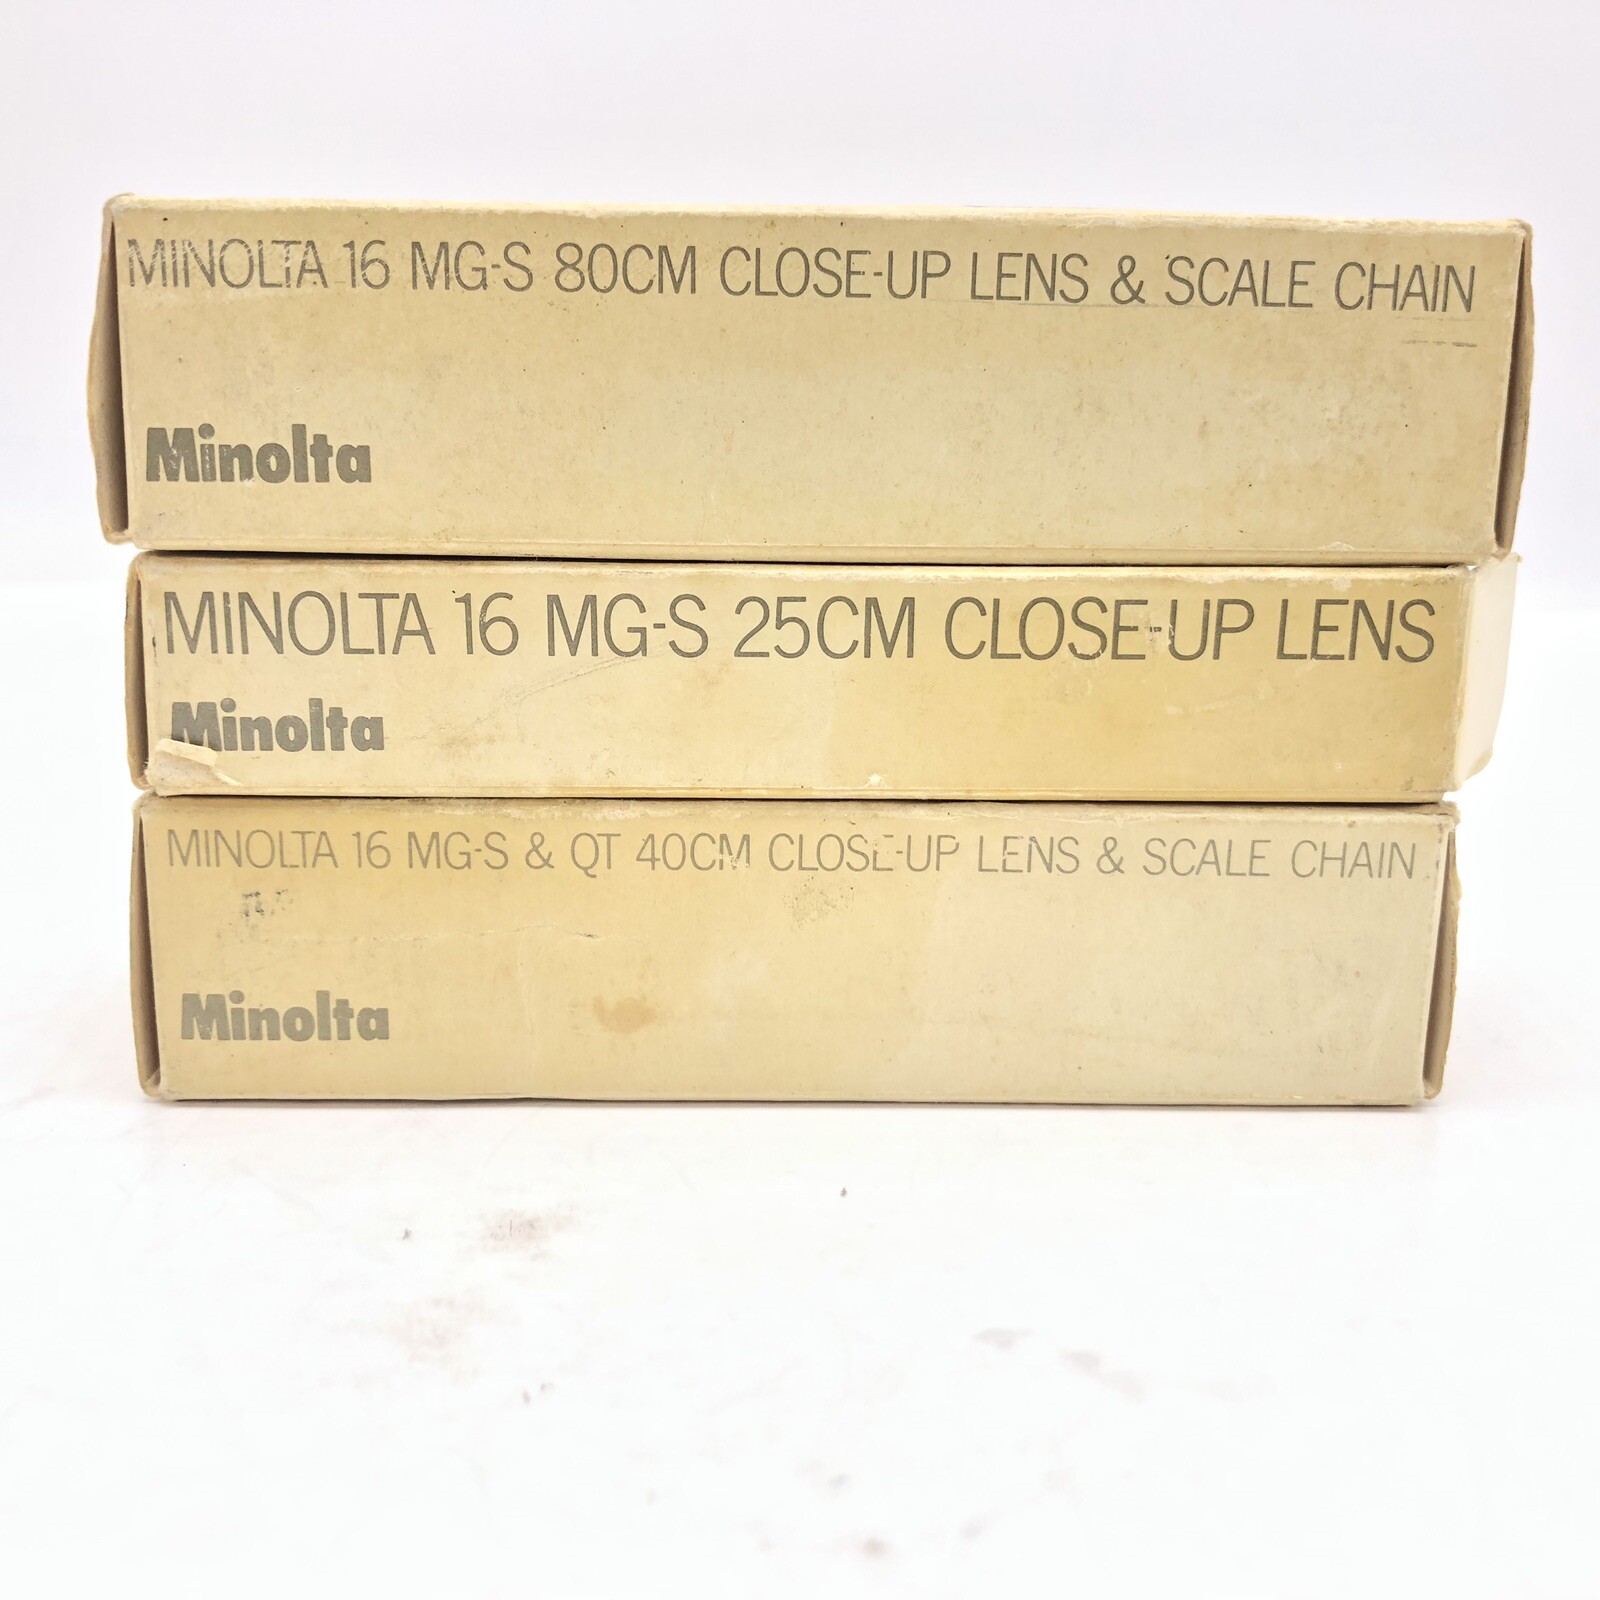 MINOLTA 16 MG-S 80CM CLOSE-UP LENS & SCALE CHAIN
Minolta
MINOLTA 16 MG-S 25CM CLOSE-UP LENS
Minolta
MINOLTA 16 MG-S & QT 40CM CLOSE-UP LENS & SCALE CHAIN
Minolta